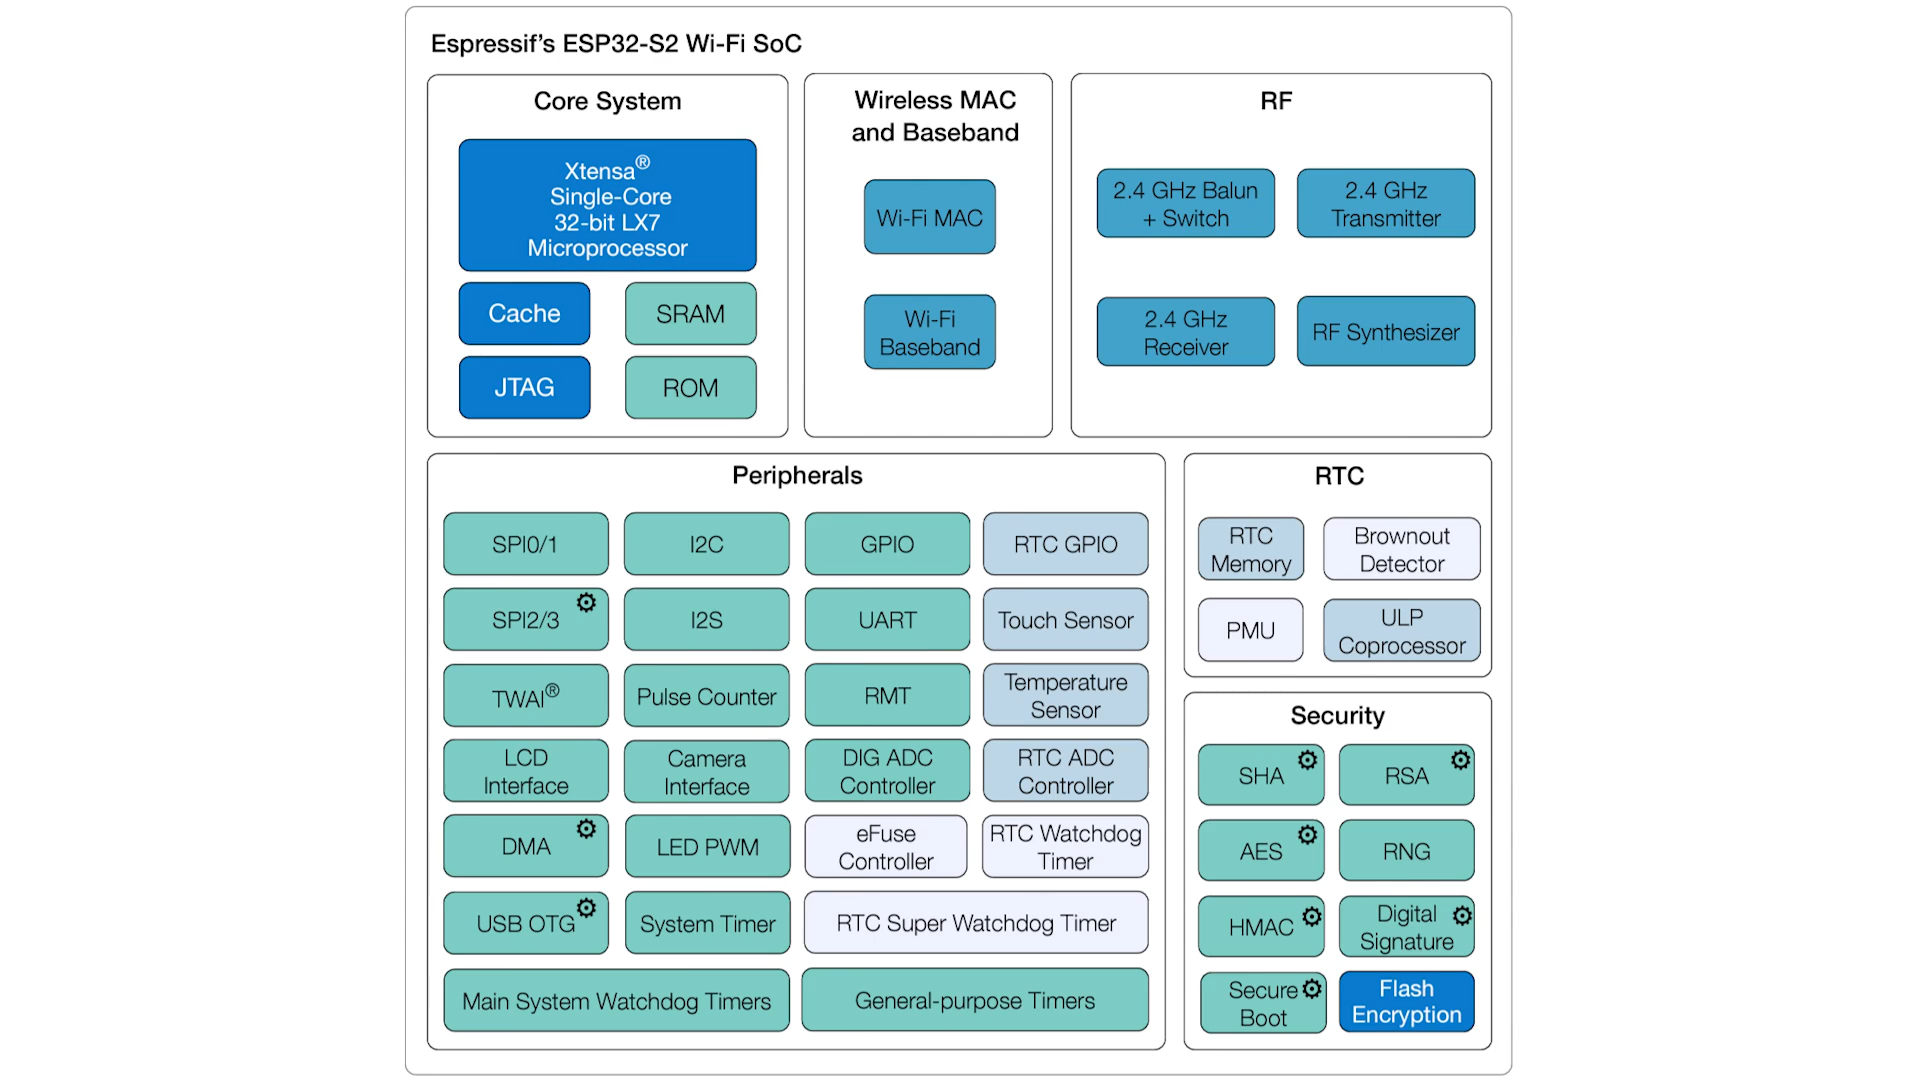 Espressif’s ESP32-S2 Wi-Fi SoC
Core System
Xtensa®
Single-Core
32-bit LX7
Microprocessor
Cache
SRAM
JTAG
ROM
Wireless MAC
and Baseband
Wi-Fi MAC
Wi-Fi
Baseband
RF
2.4 GHz Balun
+ Switch
2.4 GHz
Transmitter
2.4 GHz
Receiver
RF Synthesizer
Peripherals
SPI0/1
I2C
GPIO
RTC GPIO
SPI2/3
I2S
UART
Touch Sensor
TWAI®
Pulse Counter
RMT
Temperature
Sensor
LCD
Interface
Camera
Interface
DIG ADC
Controller
RTC ADC
Controller
DMA
LED PWM
eFuse
Controller
RTC Watchdog
Timer
USB OTG
System Timer
RTC Super Watchdog Timer
Main System Watchdog Timers
General-purpose Timers
RTC
RTC
Memory
Brownout
Detector
PMU
ULP
Coprocessor
Security
SHA
RSA
AES
RNG
HMAC
Digital
Signature
Secure
Boot
Flash
Encryption